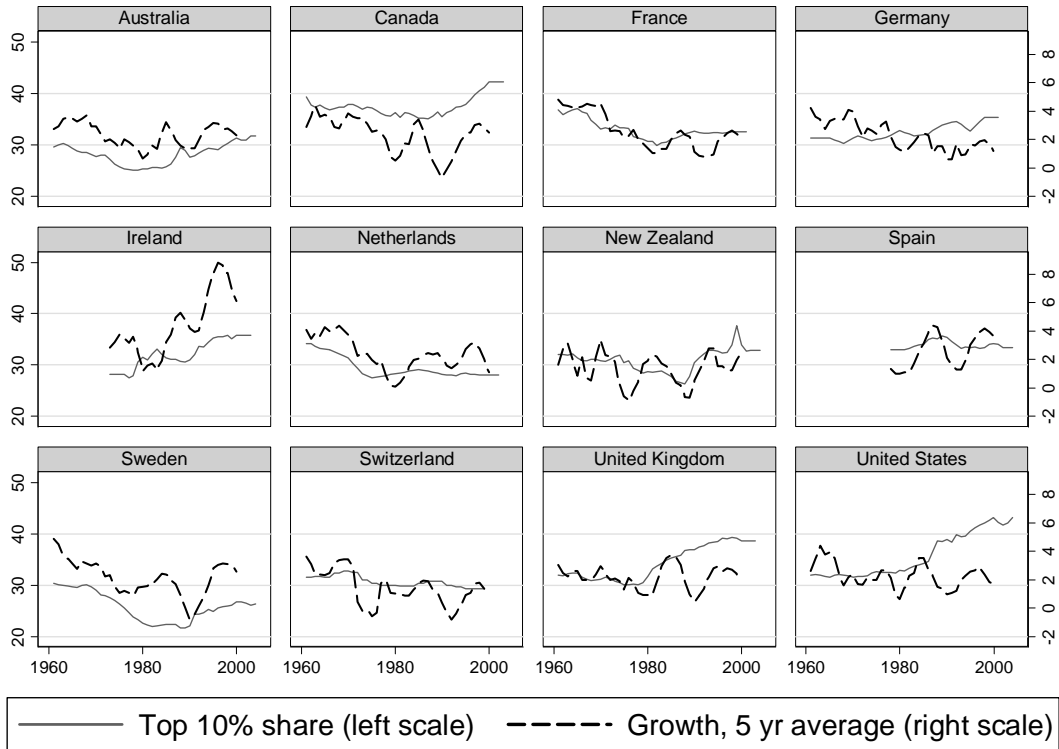 Australia
Canada
France
Germany
50
40
30
20
8
6
4
2
0
-2
Ireland
Netherlands
New Zealand
Spain
50
40
30
20
8
6
4
2
0
-2
Sweden
Switzerland
United Kingdom
United States
50
40
30
20
8
6
4
2
0
-2
1960 1980 2000 1960 1980 2000 1960 1980 2000 1960 1980 2000
Top 10% share (left scale) Growth, 5 yr average (right scale)